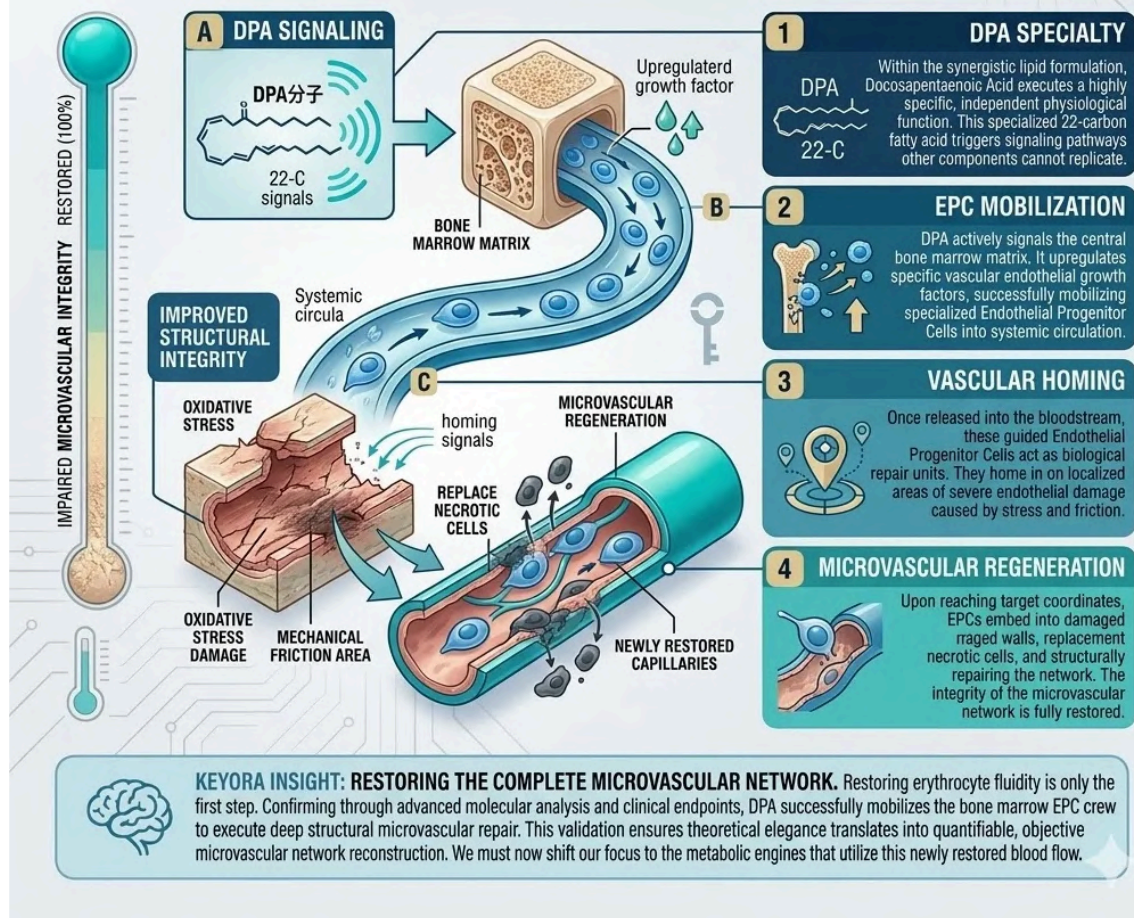 IMPAIRED MICROVASCULAR INTEGRITY RESTORED (100%)
A DPA SIGNALING
DPA分子
O
22-C
signals
BONE
MARROW MATRIX
Upregulaterd
growth factor
B
Systemic
circula
C
IMPROVED
STRUCTURAL
INTEGRITY
OXIDATIVE
STRESS
homing
signals
OXIDATIVE
STRESS
DAMAGE
MECHANICAL
FRICTION AREA
REPLACE
NECROTIC
CELLS
MICROVASCULAR
REGENERATION
NEWLY RESTORED
CAPILLARIES
1 DPA SPECIALTY
DPA
22-C
Within the synergistic lipid formulation,
Docosapentaenoic Acid executes a highly
specific, independent physiological
function. This specialized 22-carbon
fatty acid triggers signaling pathways
other components cannot replicate.
2 EPC MOBILIZATION
DPA actively signals the central
bone marrow matrix. It upregulates
specific vascular endothelial growth
factors, successfully mobilizing
specialized Endothelial Progenitor
Cells into systemic circulation.
3 VASCULAR HOMING
Once released into the bloodstream,
these guided Endothelial
Progenitor Cells act as biological
repair units. They home in on localized
areas of severe endothelial damage
caused by stress and friction.
4 MICROVASCULAR REGENERATION
Upon reaching target coordinates,
EPCs embed into damaged
rraged walls, replacement
necrotic cells, and structurally
repairing the network. The
integrity of the microvascular
network is fully restored.
KEYORA INSIGHT: RESTORING THE COMPLETE MICROVASCULAR NETWORK. Restoring erythrocyte fluidity is only the
first step. Confirming through advanced molecular analysis and clinical endpoints, DPA successfully mobilizes the bone marrow EPC crew
to execute deep structural microvascular repair. This validation ensures theoretical elegance translates into quantifiable, objective
microvascular network reconstruction. We must now shift our focus to the metabolic engines that utilize this newly restored blood flow.